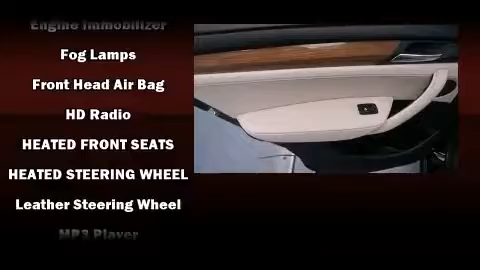 Engine Immobilizer
Fog Lamps
Front Head Air Bag
HD Radio
HEATED FRONT SEATS
HEATED STEERING WHEEL
Leather Steering Wheel
MP3 Player